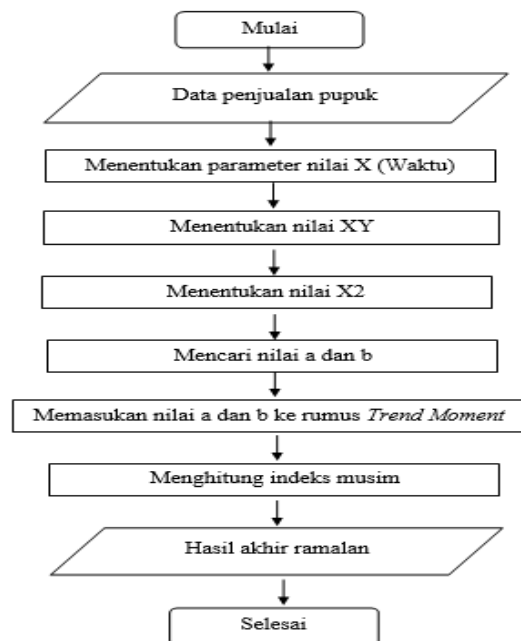 Mulai
Data penjualan pupuk
Menentukan parameter nilai X (Waktu)
Menentukan nilai XY
Menentukan nilai X2
Mencari nilai a dan b
Memasukan nilai a dan b ke rumus Trend Moment
Menghitung indeks musim
Hasil akhir ramalan
Selesai